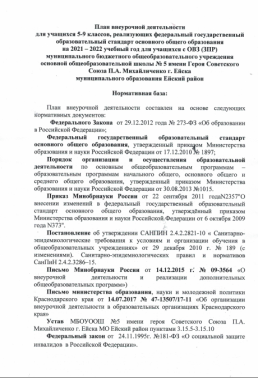 План внеурочной деятельности
для учащихся 5-9 классов, реализующих федеральный государственный
образовательный стандарт основного общего образования
на 2021 – 2022 учебный год для учащихся с ОВЗ (ЗПР)
муниципального бюджетного общеобразовательного учреждения
основной общеобразовательной школы № 5 имени Героя Советского
Союза П.А. Михайличенко г. Ейска
муниципального образования Ейский район
Нормативная база:
План внеурочной деятельности составлен на основе следующих
нормативных документов:
Федерального Закона от 29.12.2012 года № 273-ФЗ «Об образовании
в Российской Федерации»;
Федеральный государственный образовательный стандарт
основного общего образования, утвержденный приказом Министерства
образования и науки Российской Федерации от 17.12.2010 № 1897;
Порядок организации и осуществления образовательной
деятельности по основным общеобразовательным программам –
образовательным программам начального общего, основного общего и
среднего общего образования, утвержденный приказом Министерства
образования и науки Российской Федерации от 30.08.2013 №1015.
Приказ Минобрнауки России от 22 сентября 2011 годаN2357"О
внесении изменений в федеральный государственный образовательный
стандарт основного общего образования, утверждённый приказом
Министерства образования и науки Российской Федерации от 6 октября 2009
года N373".
Постановления об утверждении САНПИН 2.4.2.2821-10 « Санитарно-
эпидемиологические требования к условиям и организации обучения в
общеобразовательных учреждениях» от 29 декабря 2010 г. № 189 (с
изменениями). Санитарно-эпидемиологических правил и нормативов
СанПиН 2.4.2.3286–15.
Письмо Минобрнауки России от 14.12.2015 г. № 09-3564 «О
внеурочной деятельности и реализации дополнительных
общеобразовательных программ»
Письмо министерства образования, науки и молодежной политики
Краснодарского края от 14.07.2017 № 47-13507/17-11 «Об организации
внеурочной деятельности в образовательных организациях Краснодарского
края»
Устав МБОУООШ №5 имени Героя Советского Союза П.А.
Михайличенко г. Ейска МО Ейский район пунктами 3.15.5-3.15.10
Федеральный закон от 24.11.1995г. №181-ФЗ «О социальной защите
инвалидов в Российской Федерации».